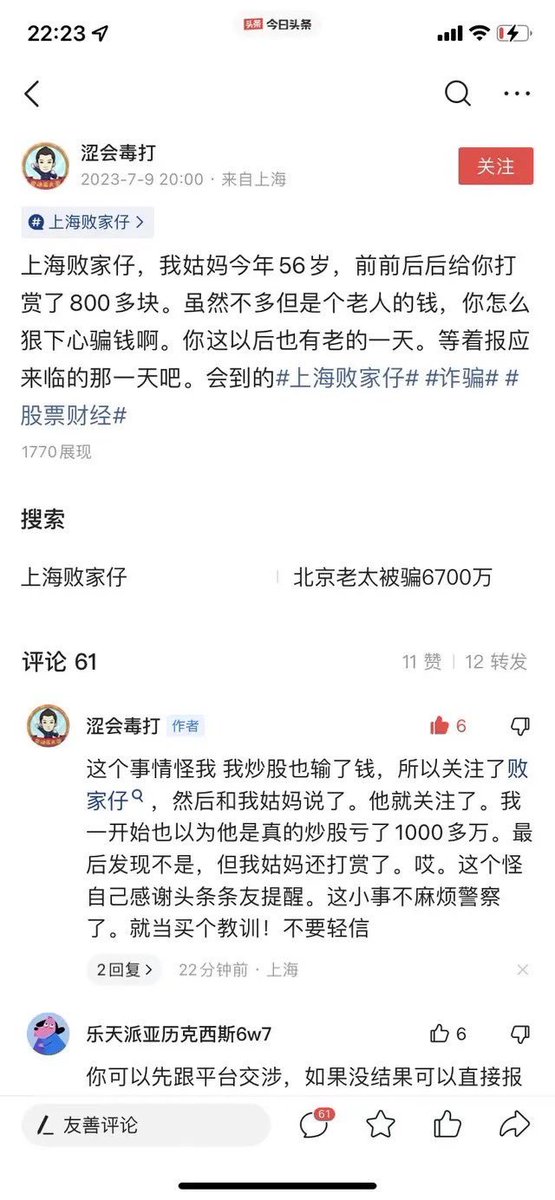 22:23
头条 今日头条
涩会毒打
2023-7-9 20:00 · 来自上海
关注
# 上海败家仔 >
上海败家仔，我姑妈今年56岁，前前后后给你打
赏了800多块。虽然不多但是个老人的钱，你怎么
狠下心骗钱啊。你这以后也有老的一天。等着报应
来临的那一天吧。会到的#上海败家仔# #诈骗# #
股票财经#
1770展现
搜索
上海败家仔
北京老太被骗6700万
评论 61
11 赞
12 转发
涩会毒打 作者
6
这个事情怪我 我炒股也输了钱，所以关注了败
家仔，然后和我姑妈说了。他就关注了。我
一开始也以为他是真的炒股亏了1000多万。最
后发现不是，但我姑妈还打赏了。哎。这个怪
自己感谢头条条友提醒。这小事不麻烦警察
了。就当买个教训！不要轻信
2回复 >
22分钟前 · 上海
乐天派亚历克西斯6w7
6
你可以先跟平台交涉，如果没结果可以直接报
友善评论
61